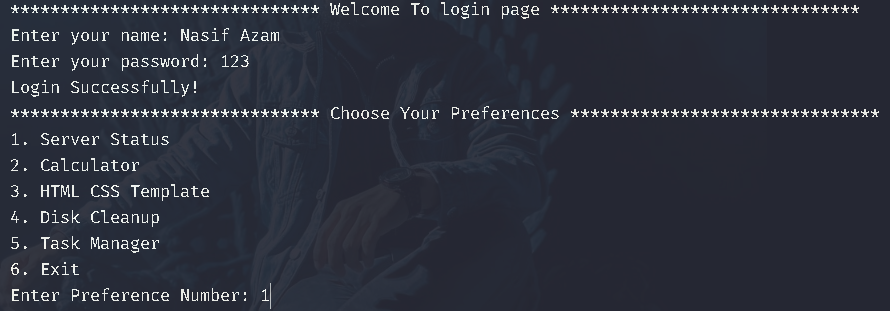 ******************************* Welcome To login page *******************************
Enter your name: Nasif Azam
Enter your password: 123
Login Successfully!
******************************* Choose Your Preferences *******************************
1. Server Status
2. Calculator
3. HTML CSS Template
4. Disk Cleanup
5. Task Manager
6. Exit
Enter Preference Number: 1